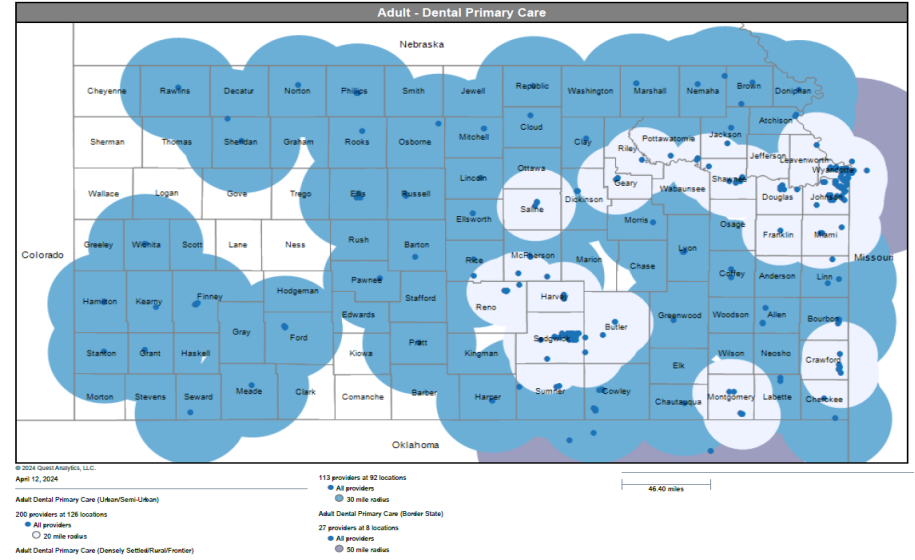 Adult - Dental Primary Care
Nebraska
Cheyenne Rawlins Decatur Norton Phillips Smith Jewell Republic Washington Marshall Nemaha Brown Doniphan
Sherman Thomas Sheridan Graham Rooks Osborne Mitchell Cloud Clay Riley Pottawatomie Jackson Atchison
Jefferson Leavenworth
Wallace Logan Gove Trego Ellis Russell Lincoln Ottawa Dickinson Geary Wabaunsee Shawnee Douglas Johnson Wyandotte
Saline Morris Osage Franklin Miami
Greeley Wichita Scott Lane Ness Rush Barton Ellsworth
Colorado
Missouri
Rice McPherson Marion Chase Lyon Coffey Anderson Linn
Hamilton Kearny Finney Hodgeman Pawnee Stafford Reno Harvey
Gray Ford Edwards Sedgwick Butler Greenwood Woodson Allen Bourbon
Stanton Grant Haskell Kiowa Pratt Kingman Elk Wilson Neosho Crawford
Morton Stevens Seward Meade Clark Comanche Barber Harper Sumner Cowley Chautauqua Montgomery Labette Cherokee
Oklahoma
© 2024 Quest Analytics, LLC.
April 12, 2024
Adult Dental Primary Care (Urban/Semi-Urban)
200 providers at 126 locations
All providers
20 mile radius
Adult Dental Primary Care (Densely Settled/Rural/Frontier)
113 providers at 92 locations
All providers
30 mile radius
Adult Dental Primary Care (Border State)
27 providers at 8 locations
All providers
50 mile radius
46.40 miles